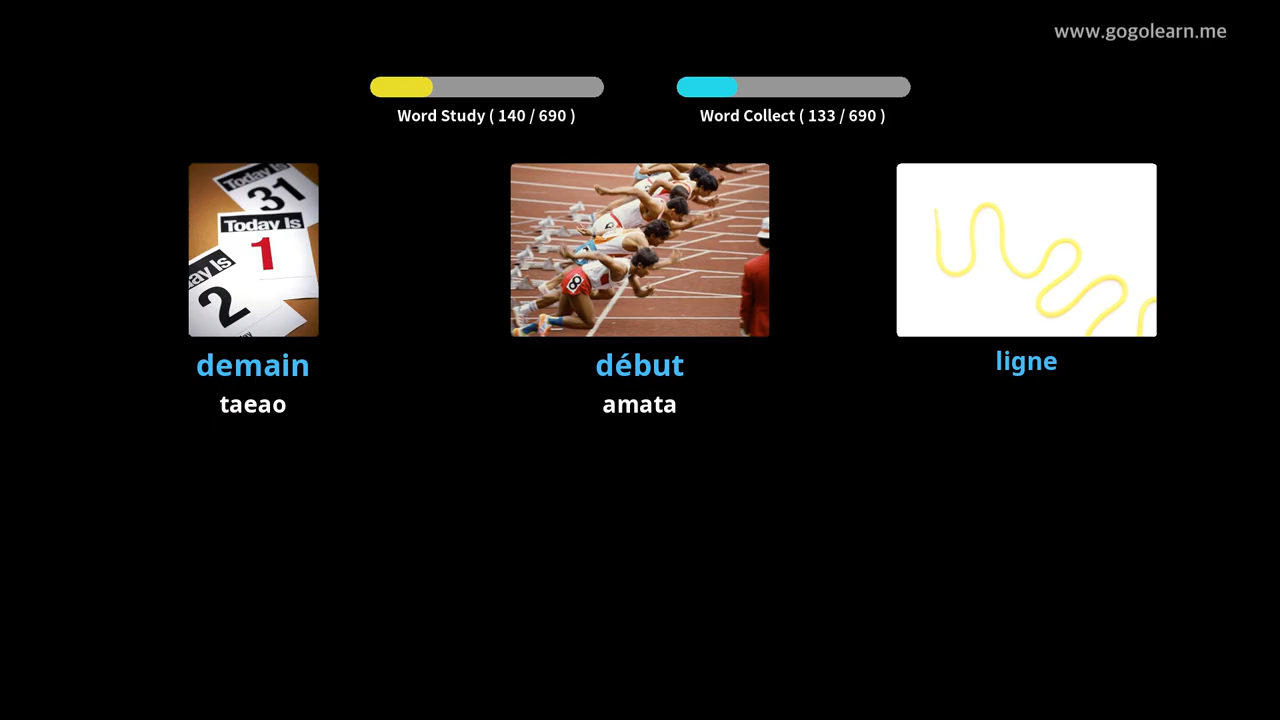 www.gogolearn.me
Word Study ( 140 / 690 )
Word Collect ( 133 / 690 )
Today Is
31
Today Is
1
ay Is
2
8
demain
début
ligne
taeao
amata